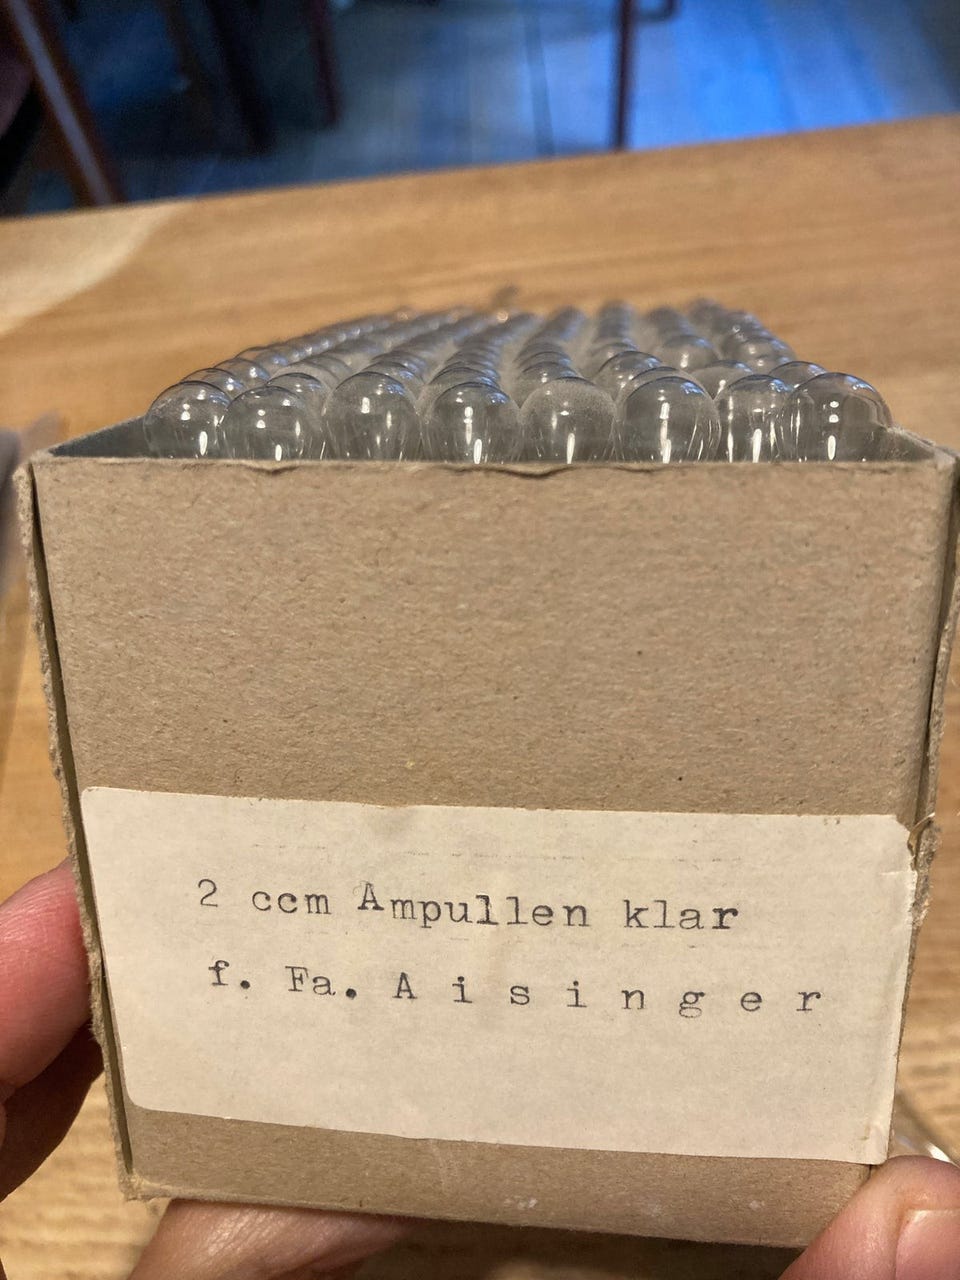 2 ccm Ampullen klar
f. Fa. A i s i n g e r